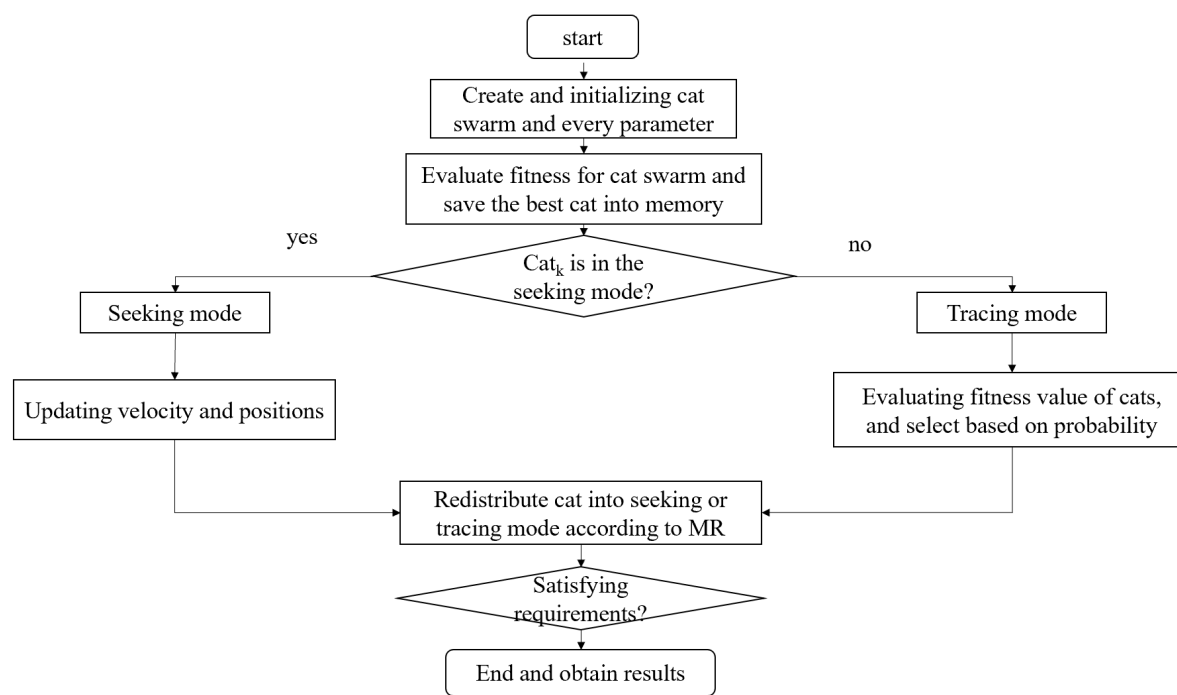 start
Create and initializing cat
swarm and every parameter
Evaluate fitness for cat swarm and
save the best cat into memory
yes
no
Catₖ is in the
seeking mode?
Seeking mode
Tracing mode
Updating velocity and positions
Evaluating fitness value of cats,
and select based on probability
Redistribute cat into seeking or
tracing mode according to MR
Satisfying
requirements?
End and obtain results